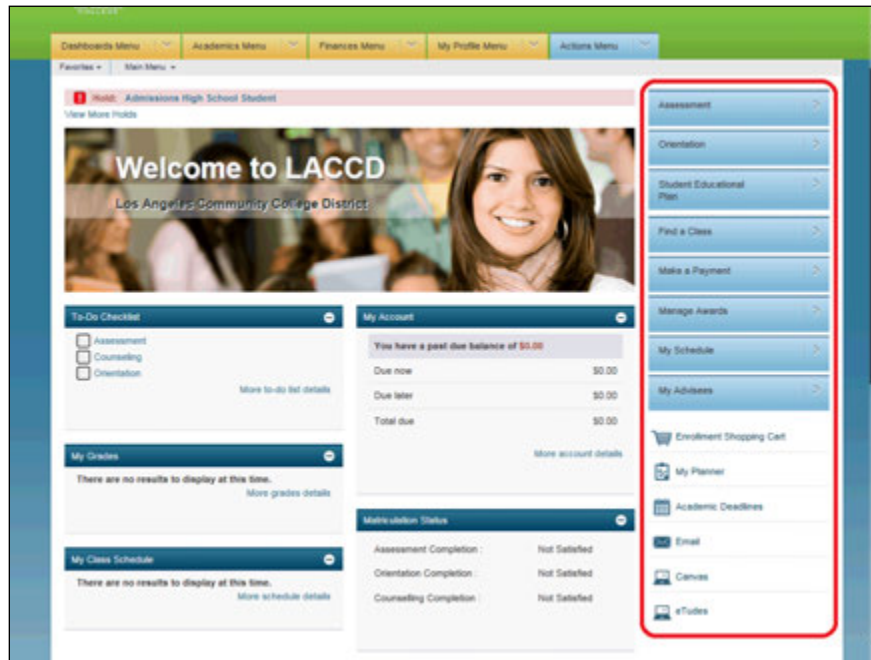 Dashboards Menu
Academics Menu
Finances Menu
My Profile Menu
Actions Menu
Favorites
Main Menu
Hold: Admissions High School Student
View More Holds
Welcome to LACCD
Los Angeles Community College District
To-Do Checklist
Assessment
Counseling
Orientation
More to-do list details
My Grades
There are no results to display at this time.
More grades details
My Class Schedule
There are no results to display at this time.
More schedule details
My Account
You have a past due balance of $0.00
Due now $0.00
Due later $0.00
Total due $0.00
More account details
Matriculation Status
Assessment Completion : Not Satisfied
Orientation Completion : Not Satisfied
Counselling Completion : Not Satisfied
Assessment
Orientation
Student Educational
Plan
Find a Class
Make a Payment
Manage Awards
My Schedule
My Advisees
Enrollment Shopping Cart
My Planner
Academic Deadlines
Email
Canvas
eTudes